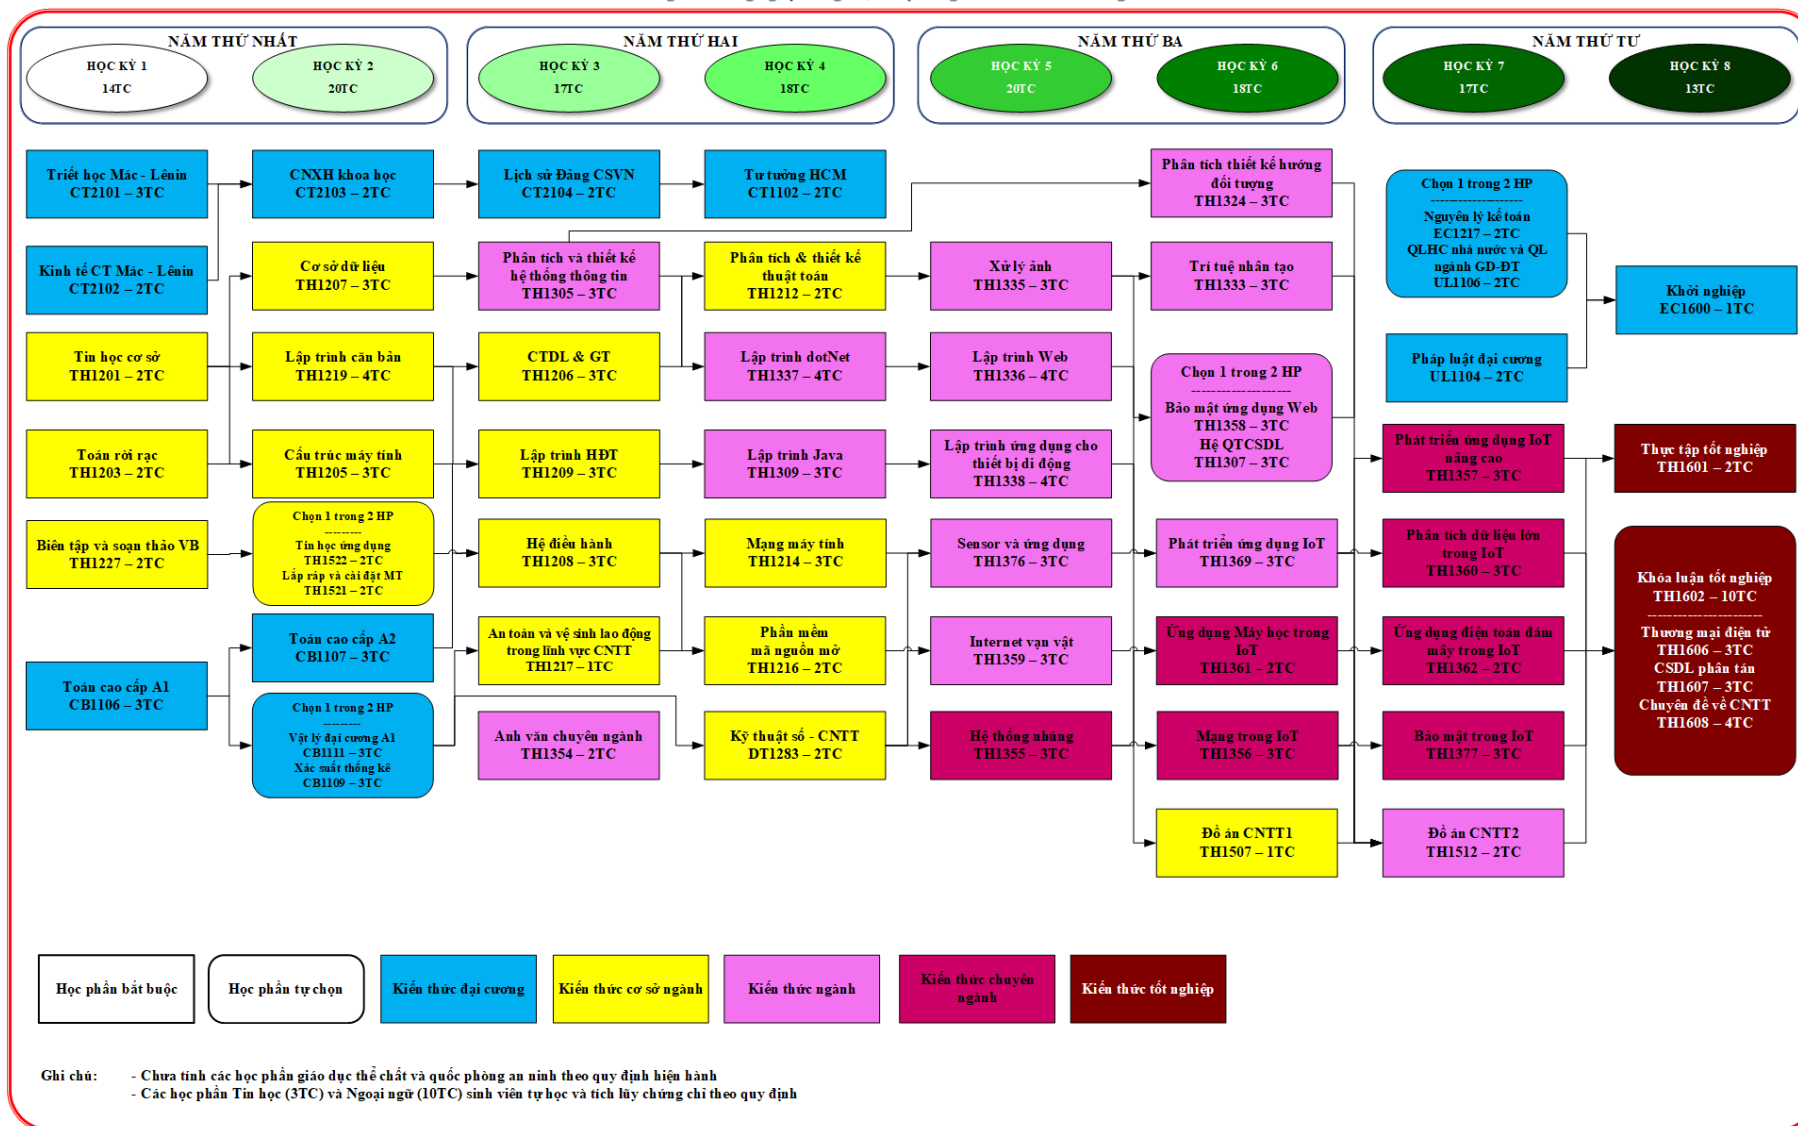 NĂM THỨ NHẤT
NĂM THỨ HAI
NĂM THỨ BA
NĂM THỨ TƯ
HỌC KỲ 1
14TC
HỌC KỲ 2
20TC
HỌC KỲ 3
17TC
HỌC KỲ 4
18TC
HỌC KỲ 5
20TC
HỌC KỲ 6
18TC
HỌC KỲ 7
17TC
HỌC KỲ 8
13TC
Triết học Mác - Lênin
CT2101 – 3TC
Kinh tế CT Mác - Lênin
CT2102 – 2TC
Tin học cơ sở
TH1201 – 2TC
Toán rời rạc
TH1203 – 2TC
Biên tập và soạn thảo VB
TH1227 – 2TC
Toán cao cấp A1
CB1106 – 3TC
CNXH khoa học
CT2103 – 2TC
Cơ sở dữ liệu
TH1207 – 3TC
Lập trình căn bản
TH1219 – 4TC
Cấu trúc máy tính
TH1205 – 3TC
Chọn 1 trong 2 HP
---------
Tin học ứng dụng
TH1522 – 2TC
Lắp ráp và cài đặt MT
TH1521 – 2TC
Toán cao cấp A2
CB1107 – 3TC
Chọn 1 trong 2 HP
---------
Vật lý đại cương A1
CB1111 – 3TC
Xác suất thống kê
CB1109 – 3TC
Lịch sử Đảng CSVN
CT2104 – 2TC
Phân tích và thiết kế
hệ thống thông tin
TH1305 – 3TC
CTDL & GT
TH1206 – 3TC
Lập trình HĐT
TH1209 – 3TC
Hệ điều hành
TH1208 – 3TC
An toàn và vệ sinh lao động
trong lĩnh vực CNTT
TH1217 – 1TC
Anh văn chuyên ngành
TH1354 – 2TC
Tư tưởng HCM
CT1102 – 2TC
Phân tích & thiết kế
thuật toán
TH1212 – 2TC
Lập trình dotNet
TH1337 – 4TC
Lập trình Java
TH1309 – 3TC
Mạng máy tính
TH1214 – 3TC
Phần mềm
mã nguồn mở
TH1216 – 2TC
Kỹ thuật số - CNTT
DT1283 – 2TC
Xử lý ảnh
TH1335 – 3TC
Lập trình Web
TH1336 – 4TC
Lập trình ứng dụng cho
thiết bị di động
TH1338 – 4TC
Sensor và ứng dụng
TH1376 – 3TC
Internet vạn vật
TH1359 – 3TC
Hệ thống nhúng
TH1355 – 3TC
Phân tích thiết kế hướng
đối tượng
TH1324 – 3TC
Trí tuệ nhân tạo
TH1333 – 3TC
Chọn 1 trong 2 HP
--------------------
Bảo mật ứng dụng Web
TH1358 – 3TC
Hệ QTCSDL
TH1307 – 3TC
Phát triển ứng dụng IoT
TH1369 – 3TC
Ứng dụng Máy học trong
IoT
TH1361 – 2TC
Mạng trong IoT
TH1356 – 3TC
Đồ án CNTT1
TH1507 – 1TC
Chọn 1 trong 2 HP
--------------------
Nguyên lý kế toán
EC1217 – 2TC
QLHC nhà nước và QL
ngành GD-ĐT
UL1106 – 2TC
Pháp luật đại cương
UL1104 – 2TC
Phát triển ứng dụng IoT
nâng cao
TH1357 – 3TC
Phân tích dữ liệu lớn
trong IoT
TH1360 – 3TC
Ứng dụng điện toán đám
mây trong IoT
TH1362 – 2TC
Bảo mật trong IoT
TH1377 – 3TC
Đồ án CNTT2
TH1512 – 2TC
Khởi nghiệp
EC1600 – 1TC
Thực tập tốt nghiệp
TH1601 – 2TC
Khóa luận tốt nghiệp
TH1602 – 10TC
-----------------------
Thương mại điện tử
TH1606 – 3TC
CSDL phân tán
TH1607 – 3TC
Chuyên đề về CNTT
TH1608 – 4TC
Học phần bắt buộc
Học phần tự chọn
Kiến thức đại cương
Kiến thức cơ sở ngành
Kiến thức ngành
Kiến thức chuyên
ngành
Kiến thức tốt nghiệp
Ghi chú: - Chưa tính các học phần giáo dục thể chất và quốc phòng an ninh theo quy định hiện hành
- Các học phần Tin học (3TC) và Ngoại ngữ (10TC) sinh viên tự học và tích lũy chứng chỉ theo quy định